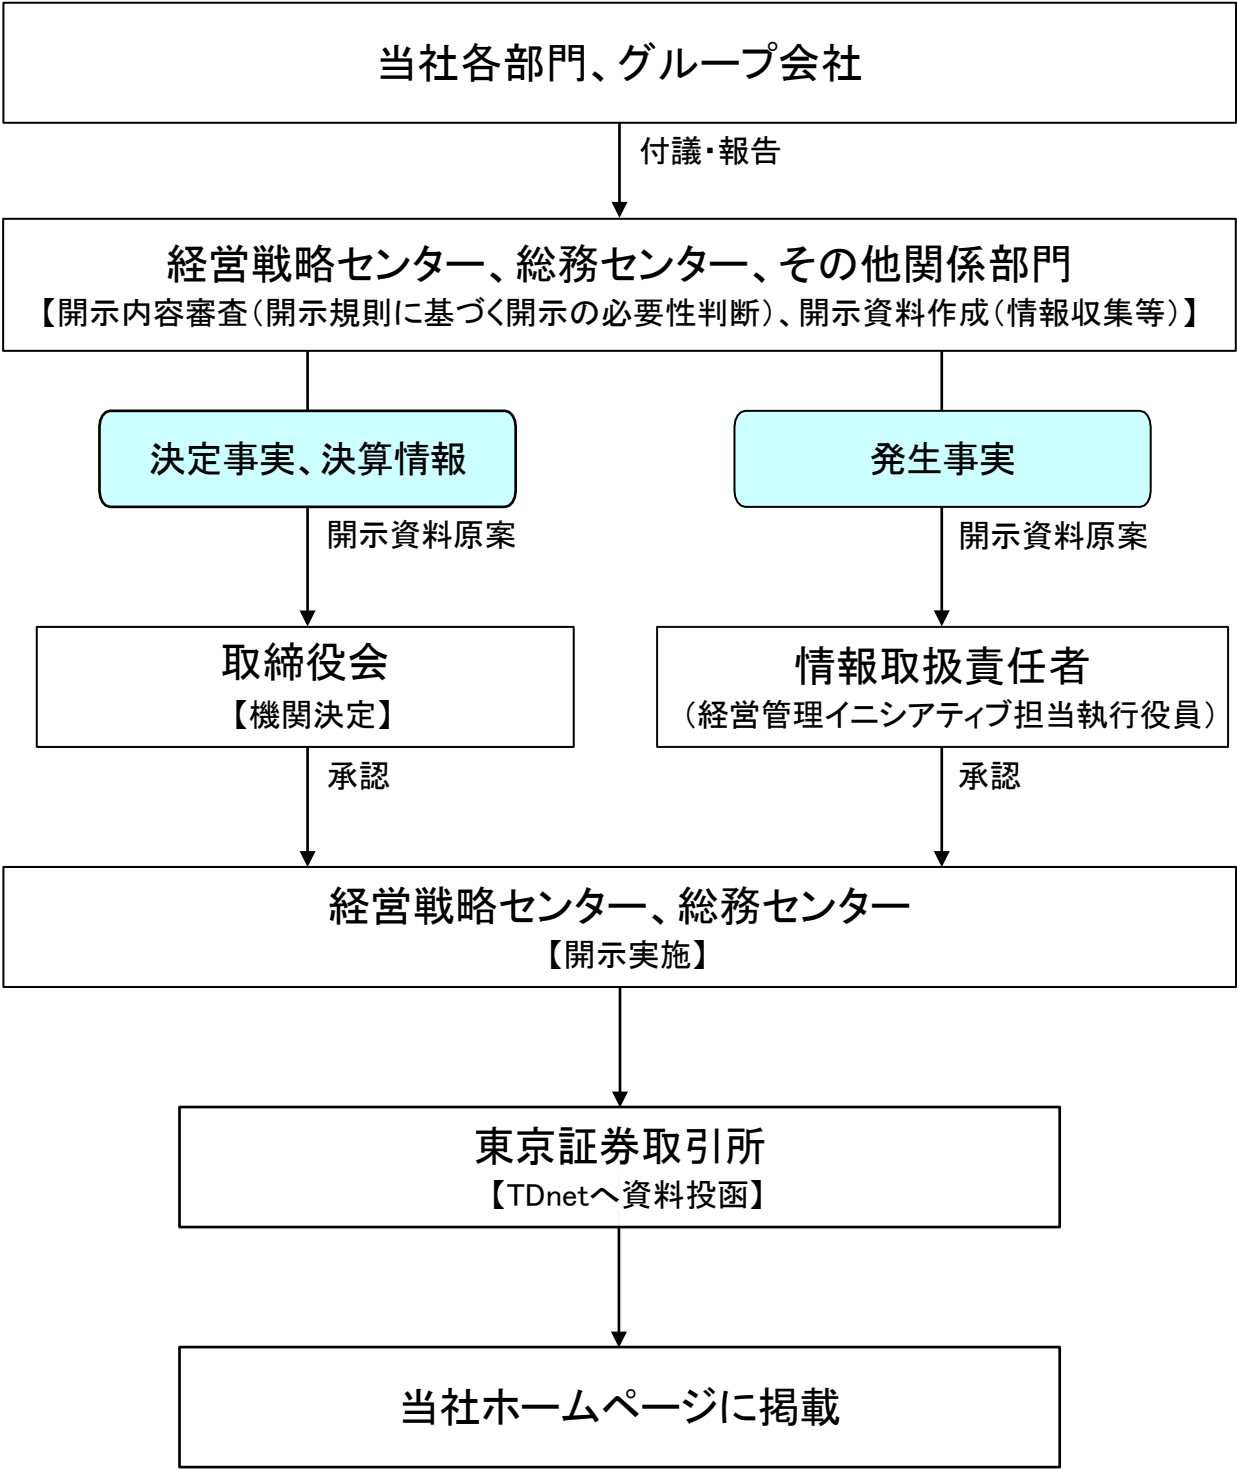 当社各部門、グループ会社
付議・報告
経営戦略センター、総務センター、その他関係部門
【開示内容審査（開示規則に基づく開示の必要性判断）、開示資料作成（情報収集等）】
決定事実、決算情報
発生事実
開示資料原案
開示資料原案
取締役会
【機関決定】
情報取扱責任者
（経営管理イニシアティブ担当執行役員）
承認
承認
経営戦略センター、総務センター
【開示実施】
東京証券取引所
【TDnetへ資料投函】
当社ホームページに掲載